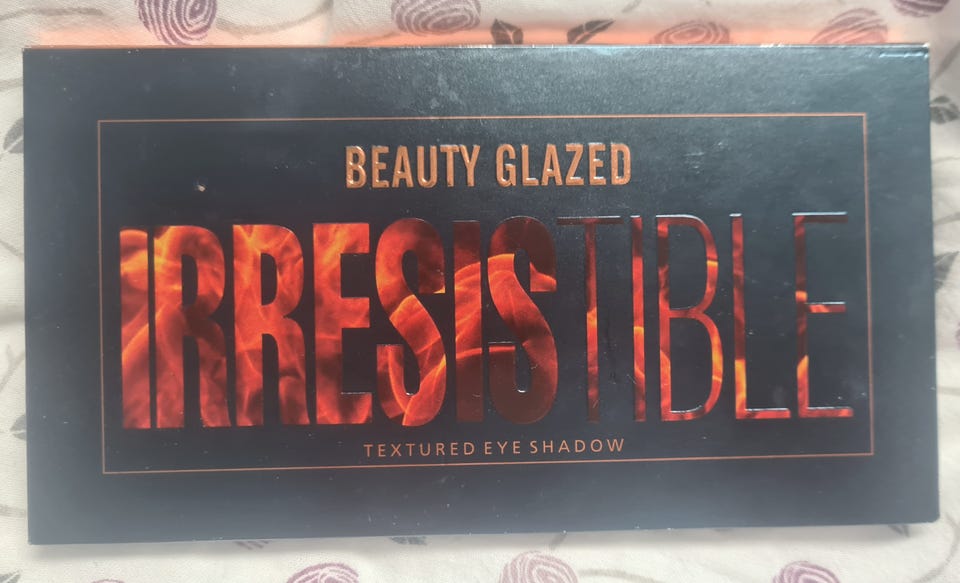 BEAUTY GLAZED
IRRESISTIBLE
TEXTURED EYE SHADOW